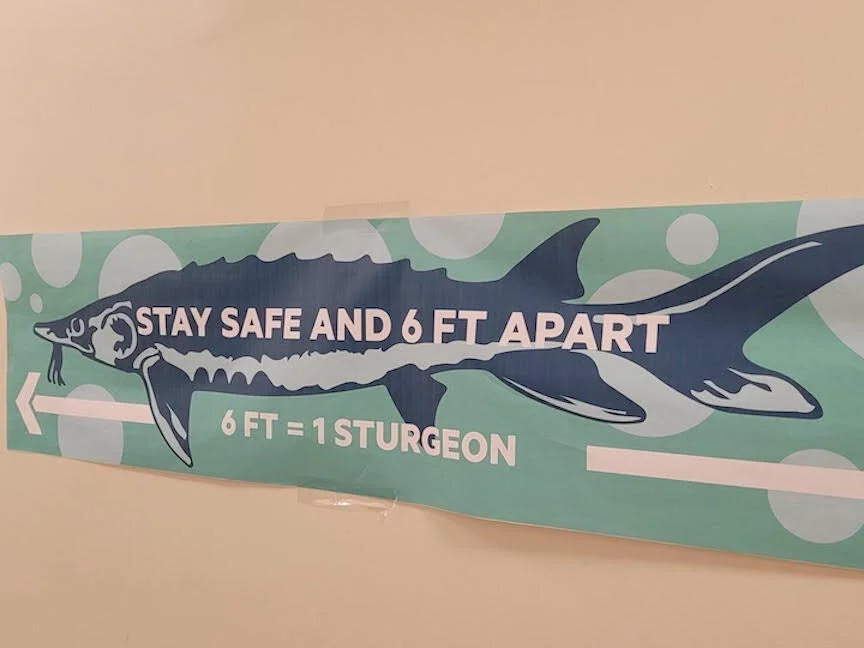 STAY SAFE AND 6 FT APART
6 FT = 1 STURGEON